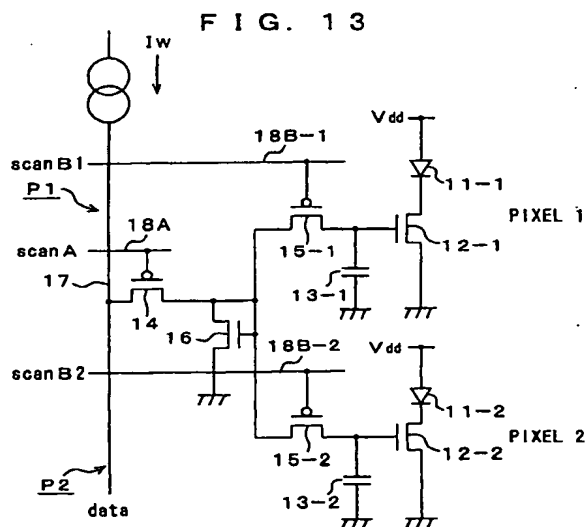 FIG. 13
Iw
scan B1
18B-1
Vdd
11-1
P1
PIXEL 1
18A
scan A
15-1
12-1
17
13-1
14
16
18B-2
Vdd
scan B2
11-2
PIXEL 2
15-2
12-2
P2
13-2
data